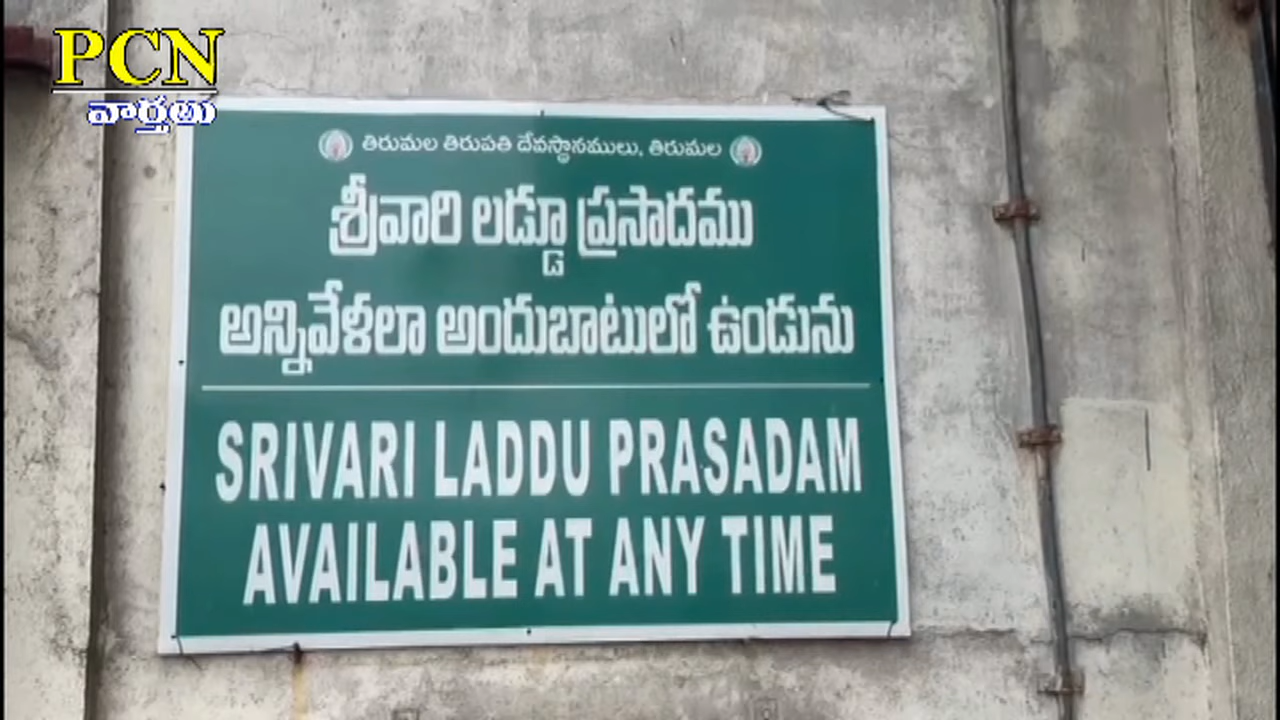 PCN
వార్తలు
తిరుమల తిరుపతి దేవస్థానములు, తిరుమల
శ్రీవారి లడ్డూ ప్రసాదము
అన్నివేళలా అందుబాటులో ఉండును
SRIVARI LADDU PRASADAM
AVAILABLE AT ANY TIME